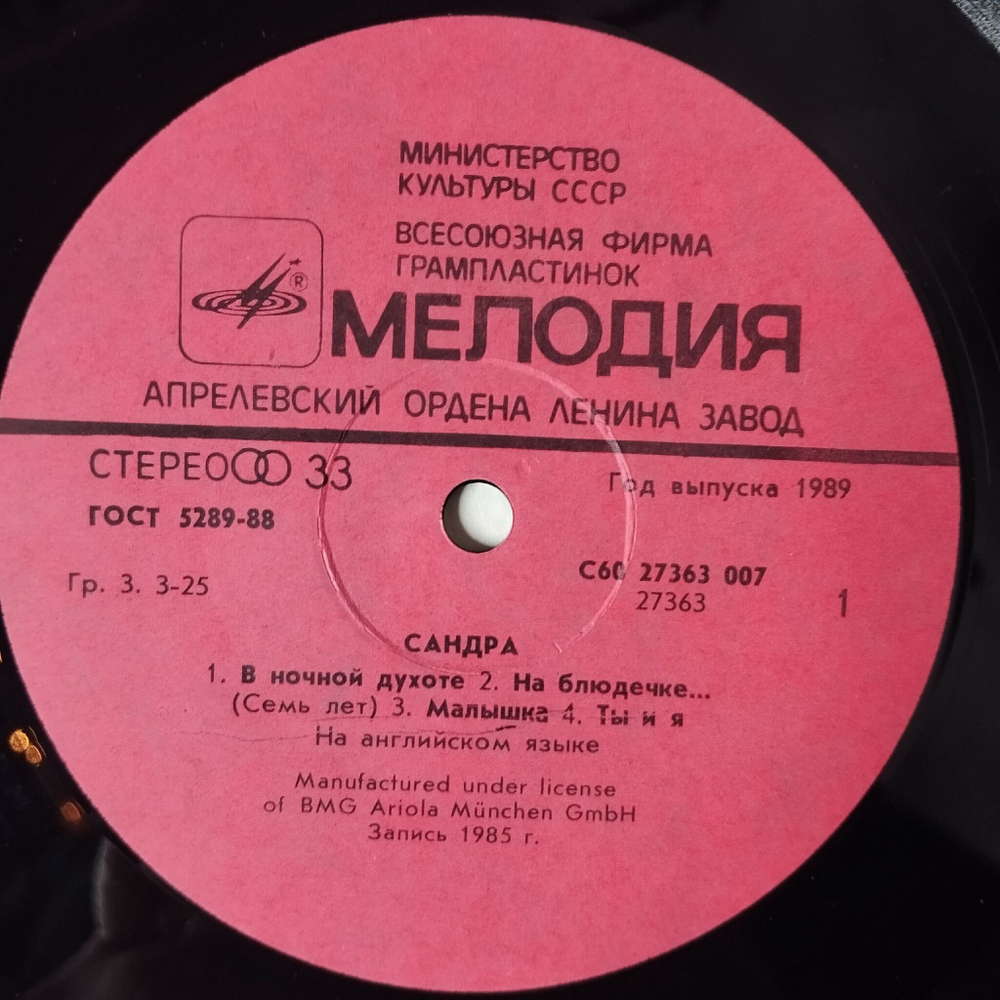 МИНИСТЕРСТВО
КУЛЬТУРЫ СССР
ВСЕСОЮЗНАЯ ФИРМА
ГРАМПЛАСТИНОК
®
МЕЛОДИЯ
АПРЕЛЕВСКИЙ ОРДЕНА ЛЕНИНА ЗАВОД
СТЕРЕО 33
Год выпуска 1989
ГОСТ 5289-88
С60 27363 007
Гр. 3. 3-25
27363
1
САНДРА
1. В ночной духоте 2. На блюдечке...
(Семь лет) 3. Малышка 4. Ты и я
На английском языке
Manufactured under license
of BMG Ariola München GmbH
Запись 1985 г.